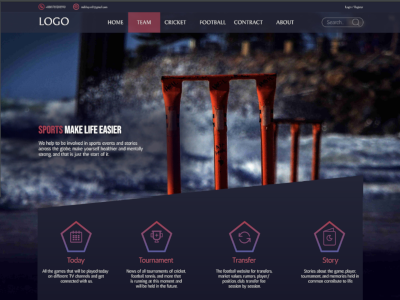 Login / Register
LOGO
HOME
TEAM
CRICKET
FOOTBALL
CONTRACT
ABOUT
Search
SPORTS MAKE LIFE EASIER
We help to be involved in sports events and stories
across the globe, make yourself healthier and mentally
strong, and that is just the start of it.
Today
All the games that will be played today
on different TV channels and get
connected with us.
Tournament
News of all tournaments of cricket,
football, tennis, and more that
is running at this moment and
will be held in the future.
Transfer
The football website for transfers,
market values, rumors, player/
position, club transfer fee
session by session.
Story
Stories about the game, player,
tournament, and memories held in
common contribute to life.